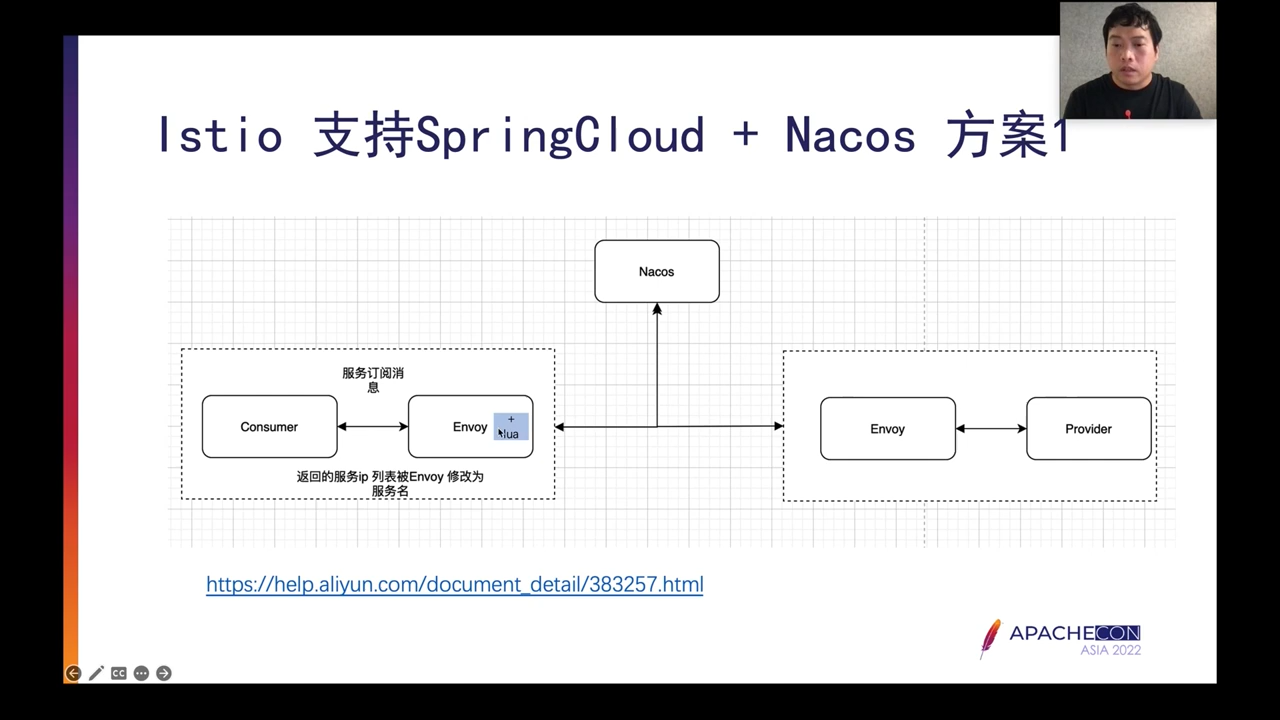 Istio 支持SpringCloud + Nacos 方案1
Nacos
服务订阅消
息
Consumer
Envoy
+
lua
Envoy
Provider
返回的服务ip 列表被Envoy 修改为
服务名
https://help.aliyun.com/document_detail/383257.html
APACHECON
ASIA 2022
CC